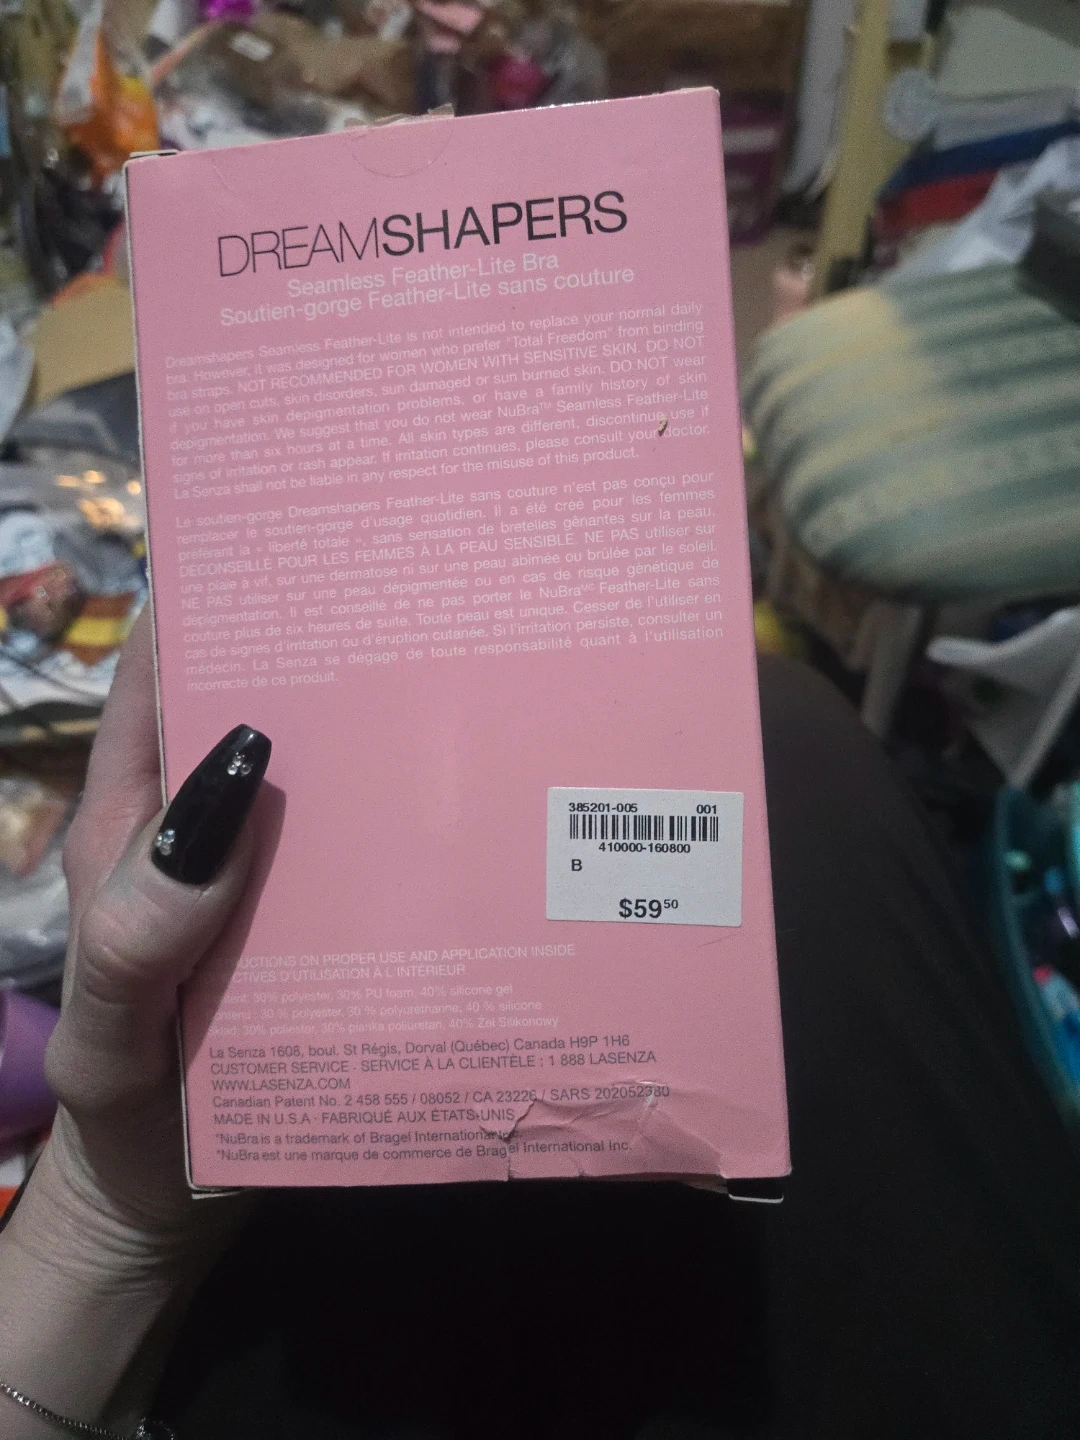 DREAMSHAPERS
Seamless Feather-Lite Bra
Soutien-gorge Feather-Lite sans couture
Dreamshapers Seamless Feather-Lite is not intended to replace your normal daily
bra. However, it was designed for women who prefer "Total Freedom" from binding
bra straps. NOT RECOMMENDED FOR WOMEN WITH SENSITIVE SKIN. DO NOT
use on open cuts, skin disorders, sun damaged or sun burned skin. DO NOT wear
if you have skin depigmentation problems, or have a family history of skin
depigmentation. We suggest that you do not wear NuBra™ Seamless Feather-Lite
for more than six hours at a time. All skin types are different, discontinue use if
signs of irritation or rash appear. If irritation continues, please consult your doctor.
La Senza shall not be liable in any respect for the misuse of this product.
Le soutien-gorge Dreamshapers Feather-Lite sans couture n'est pas conçu pour
remplacer le soutien-gorge d'usage quotidien. Il a été créé pour les femmes
préférant la « liberté totale », sans sensation de bretelles gênantes sur la peau.
DÉCONSEILLÉ POUR LES FEMMES À LA PEAU SENSIBLE. NE PAS utiliser sur
une plaie à vif, sur une dermatose ni sur une peau abîmée ou brûlée par le soleil.
NE PAS utiliser sur une peau dépigmentée ou en cas de risque génétique de
dépigmentation. Il est conseillé de ne pas porter le NuBraᴹᶜ Feather-Lite sans
couture plus de six heures de suite. Toute peau est unique. Cesser de l'utiliser en
cas de signes d'irritation ou d'éruption cutanée. Si l'irritation persiste, consulter un
médecin. La Senza se dégage de toute responsabilité quant à l'utilisation
incorrecte de ce produit.
385201-005 001
410000-160800
B
$59⁵⁰
UCTIONS ON PROPER USE AND APPLICATION INSIDE
CTIVES D'UTILISATION À L'INTÉRIEUR
tent: 30% polyester, 30% PU foam, 40% silicone gel
ontenu : 30 % polyester, 30 % polyuréthanne, 40 % silicone
kład: 30% poliester, 30% pianka poliuretan, 40% Żel Silikonowy
La Senza 1608, boul. St Régis, Dorval (Québec) Canada H9P 1H6
CUSTOMER SERVICE - SERVICE À LA CLIENTÈLE : 1 888 LASENZA
WWW.LASENZA.COM
Canadian Patent No. 2 458 555 / 08052 / CA 23226 / SARS 202052380
MADE IN U.S.A - FABRIQUÉ AUX ÉTATS-UNIS
*NuBra is a trademark of Bragel International Inc.
*NuBra est une marque de commerce de Bragel International Inc.